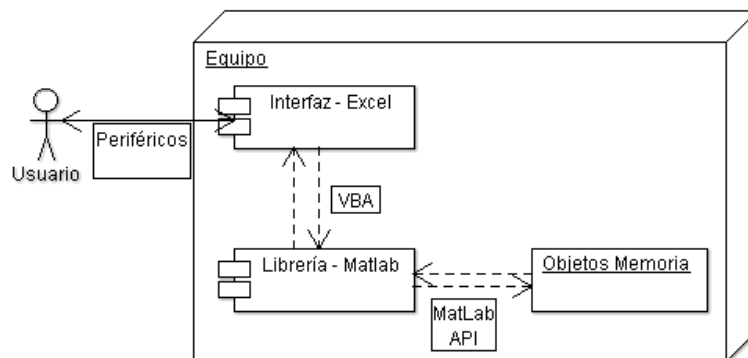 Equipo
Interfaz - Excel
Periféricos
Usuario
VBA
Librería - Matlab
Objetos Memoria
MatLab
API